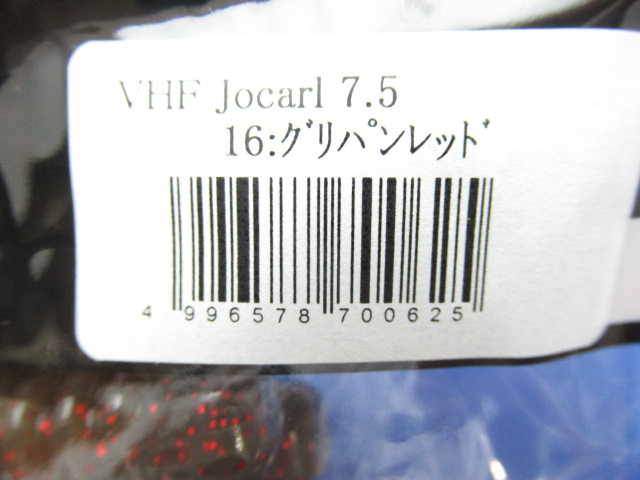 VHF Jocarl 7.5
16:ｸﾞﾘﾊﾟﾝﾚｯﾄﾞ
4 996578 700625